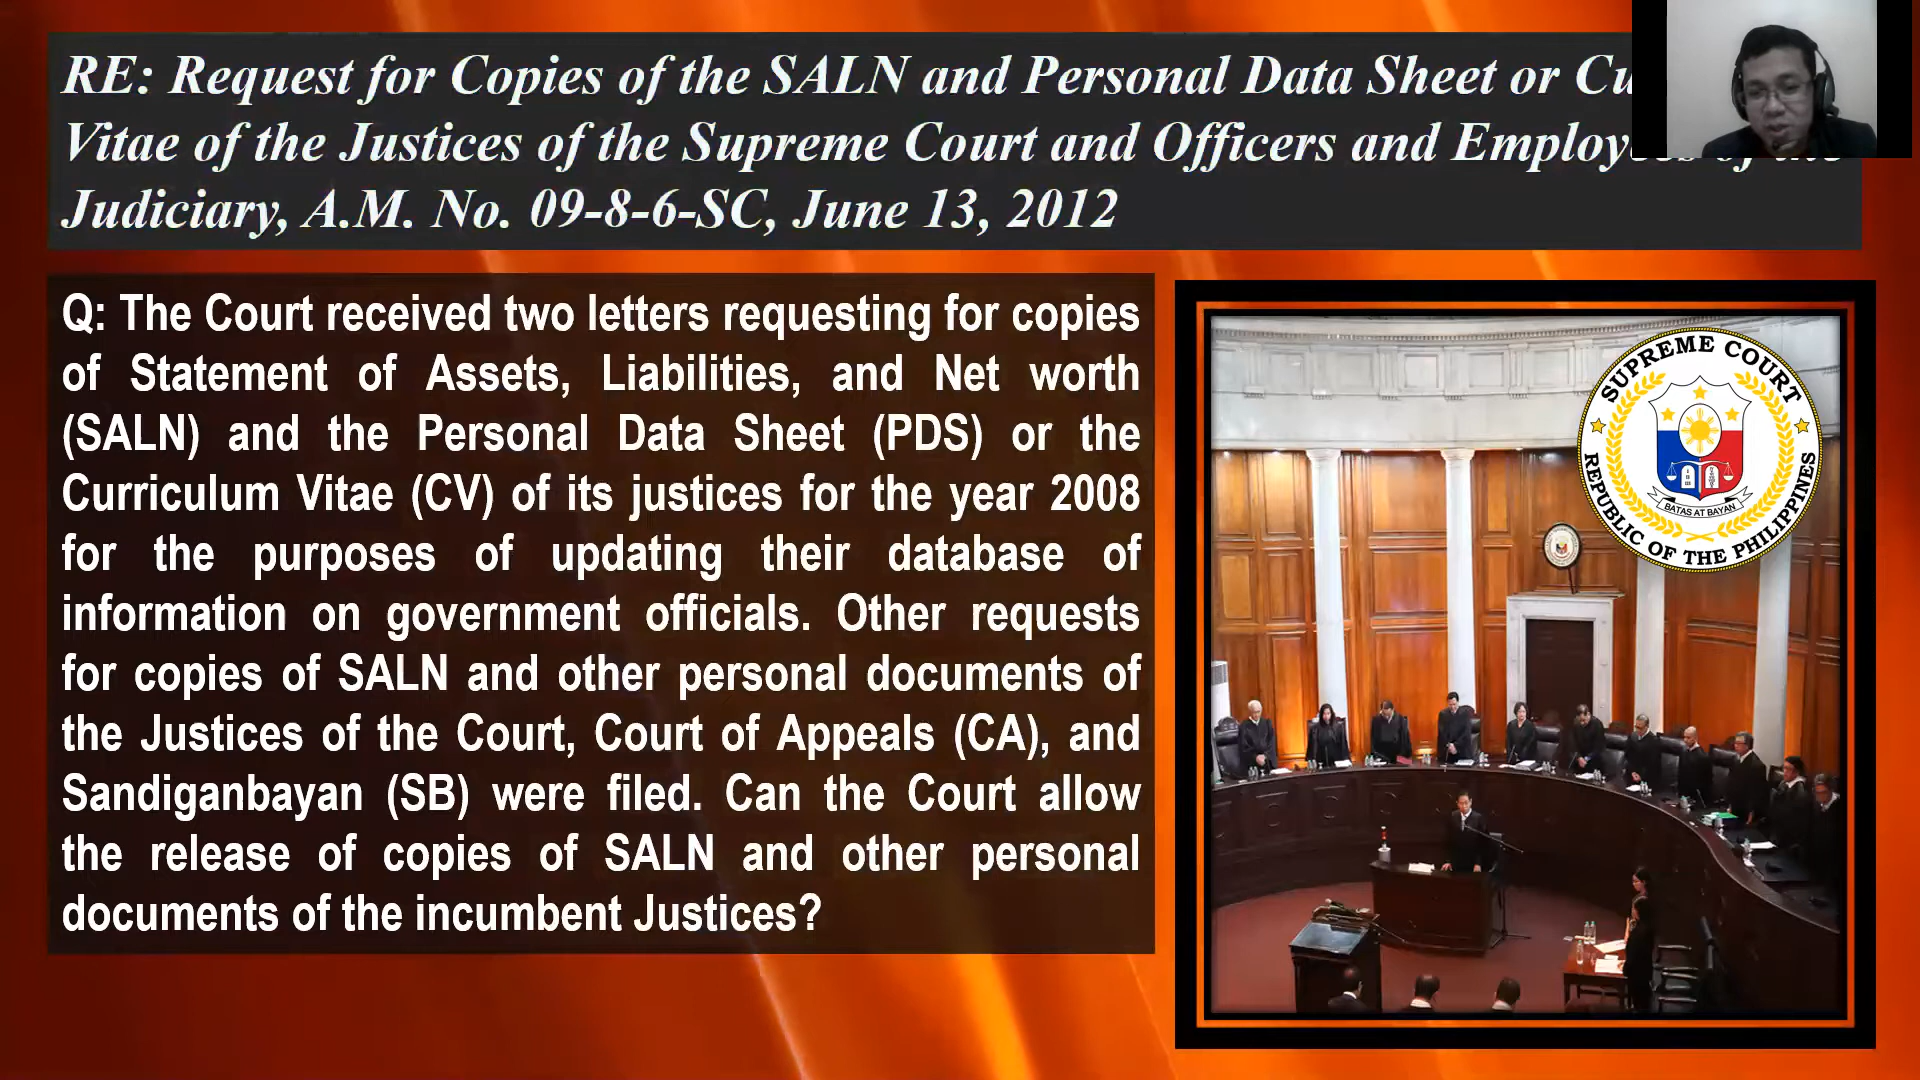 RE: Request for Copies of the SALN and Personal Data Sheet or Cu
Vitae of the Justices of the Supreme Court and Officers and Employees of the
Judiciary, A.M. No. 09-8-6-SC, June 13, 2012
Q: The Court received two letters requesting for copies
of Statement of Assets, Liabilities, and Net worth
(SALN) and the Personal Data Sheet (PDS) or the
Curriculum Vitae (CV) of its justices for the year 2008
for the purposes of updating their database of
information on government officials. Other requests
for copies of SALN and other personal documents of
the Justices of the Court, Court of Appeals (CA), and
Sandiganbayan (SB) were filed. Can the Court allow
the release of copies of SALN and other personal
documents of the incumbent Justices?
SUPREME COURT
REPUBLIC OF THE PHILIPPINES
BATAS AT BAYAN